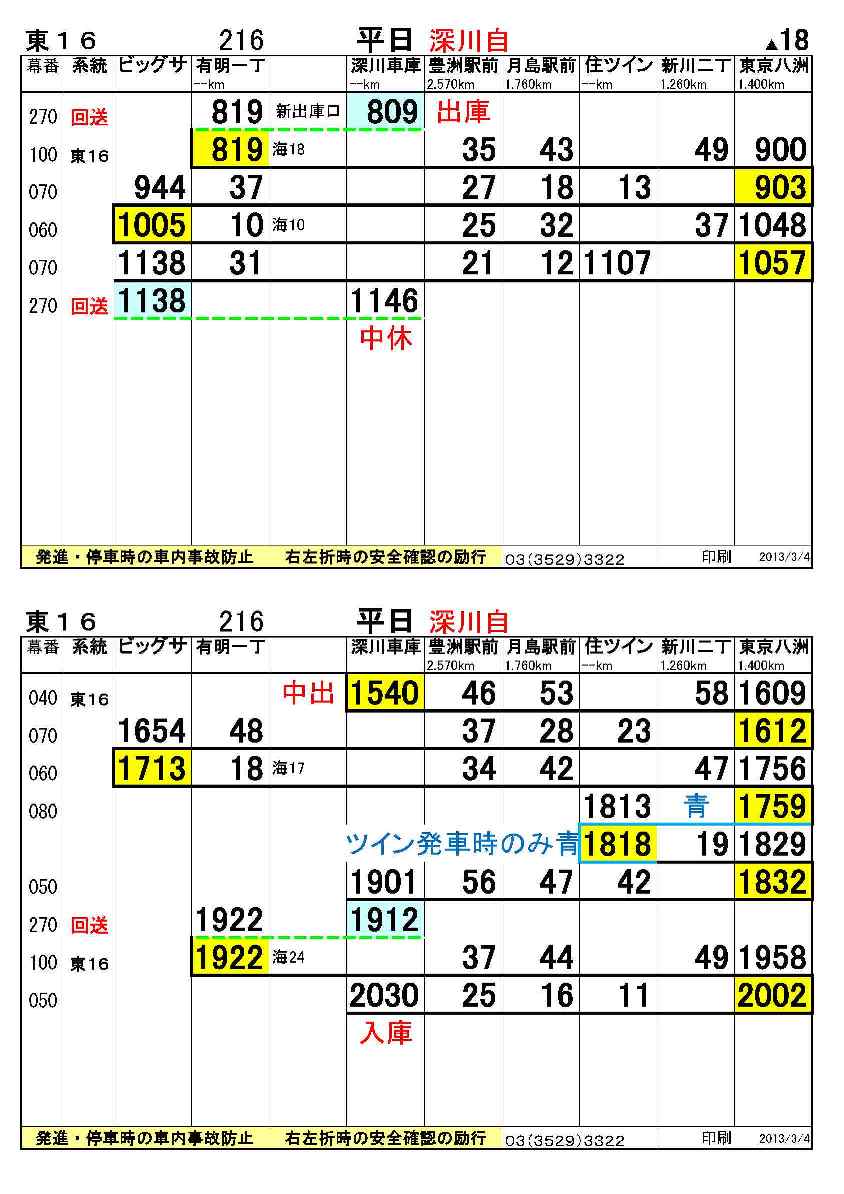 東１６ 216 平日 深川自 ▲18
幕番 系統 ビッグサ 有明一丁 深川車庫 豊洲駅前 月島駅前 住ツイン 新川二丁 東京八洲
--km --km 2.570km 1.760km --km 1.260km 1.400km
270 回送 819 新出庫口 809 出庫
100 東16 819 海18 35 43 49 900
070 944 37 27 18 13 903
060 1005 10 海10 25 32 37 1048
070 1138 31 21 12 1107 1057
270 回送 1138 1146
中休
発進・停車時の車内事故防止 右左折時の安全確認の励行 03(3529)3322 印刷 2013/3/4
東１６ 216 平日 深川自
幕番 系統 ビッグサ 有明一丁 深川車庫 豊洲駅前 月島駅前 住ツイン 新川二丁 東京八洲
2.570km 1.760km --km 1.260km 1.400km
040 東16 中出 1540 46 53 58 1609
070 1654 48 37 28 23 1612
060 1713 18 海17 34 42 47 1756
080 1813 青 1759
ツイン発車時のみ青 1818 19 1829
050 1901 56 47 42 1832
270 回送 1922 1912
100 東16 1922 海24 37 44 49 1958
050 2030 25 16 11 2002
入庫
発進・停車時の車内事故防止 右左折時の安全確認の励行 03(3529)3322 印刷 2013/3/4